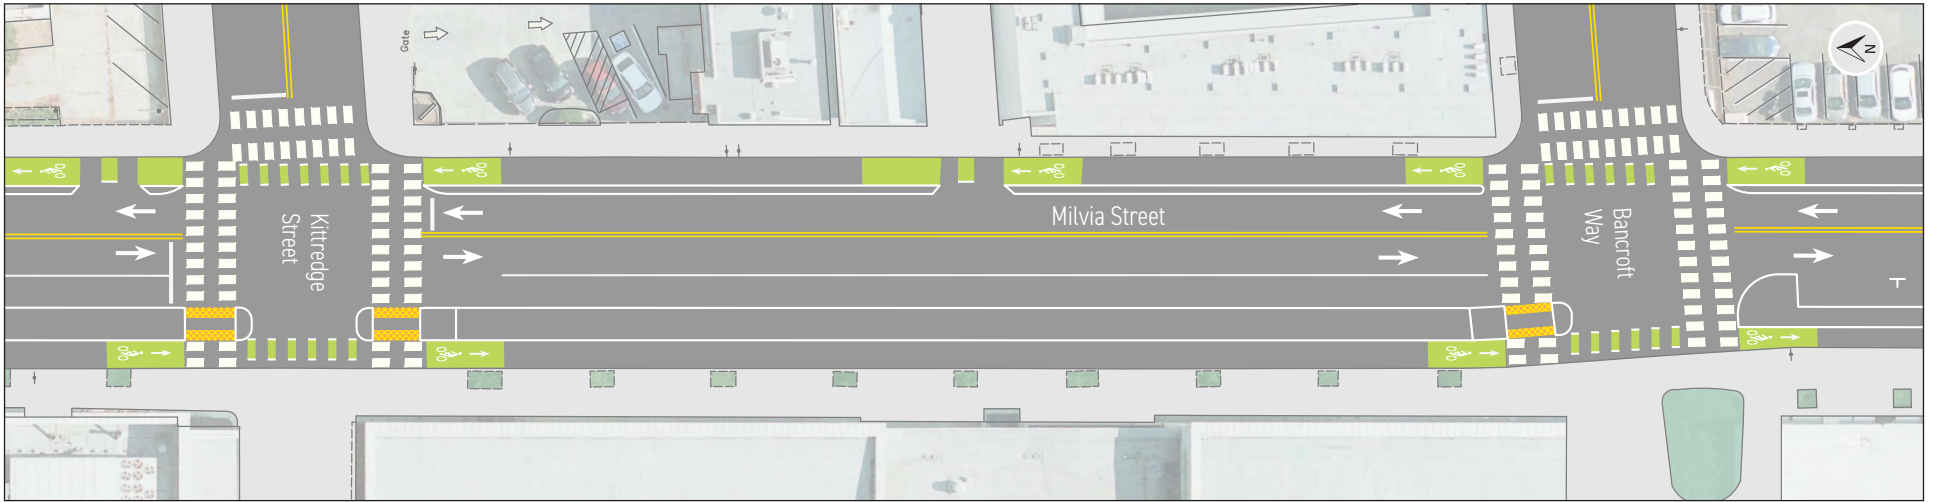 Gate
N
Milvia Street
Kittredge
Street
Bancroft
Way